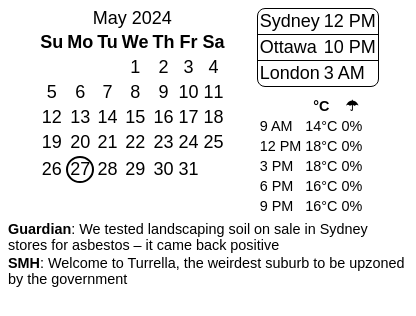 May 2024
Su Mo Tu We Th Fr Sa
1 2 3 4
5 6 7 8 9 10 11
12 13 14 15 16 17 18
19 20 21 22 23 24 25
26 27 28 29 30 31
Sydney 12 PM
Ottawa 10 PM
London 3 AM
°C ☂
9 AM 14°C 0%
12 PM 18°C 0%
3 PM 18°C 0%
6 PM 16°C 0%
9 PM 16°C 0%
Guardian: We tested landscaping soil on sale in Sydney
stores for asbestos – it came back positive
SMH: Welcome to Turrella, the weirdest suburb to be upzoned
by the government